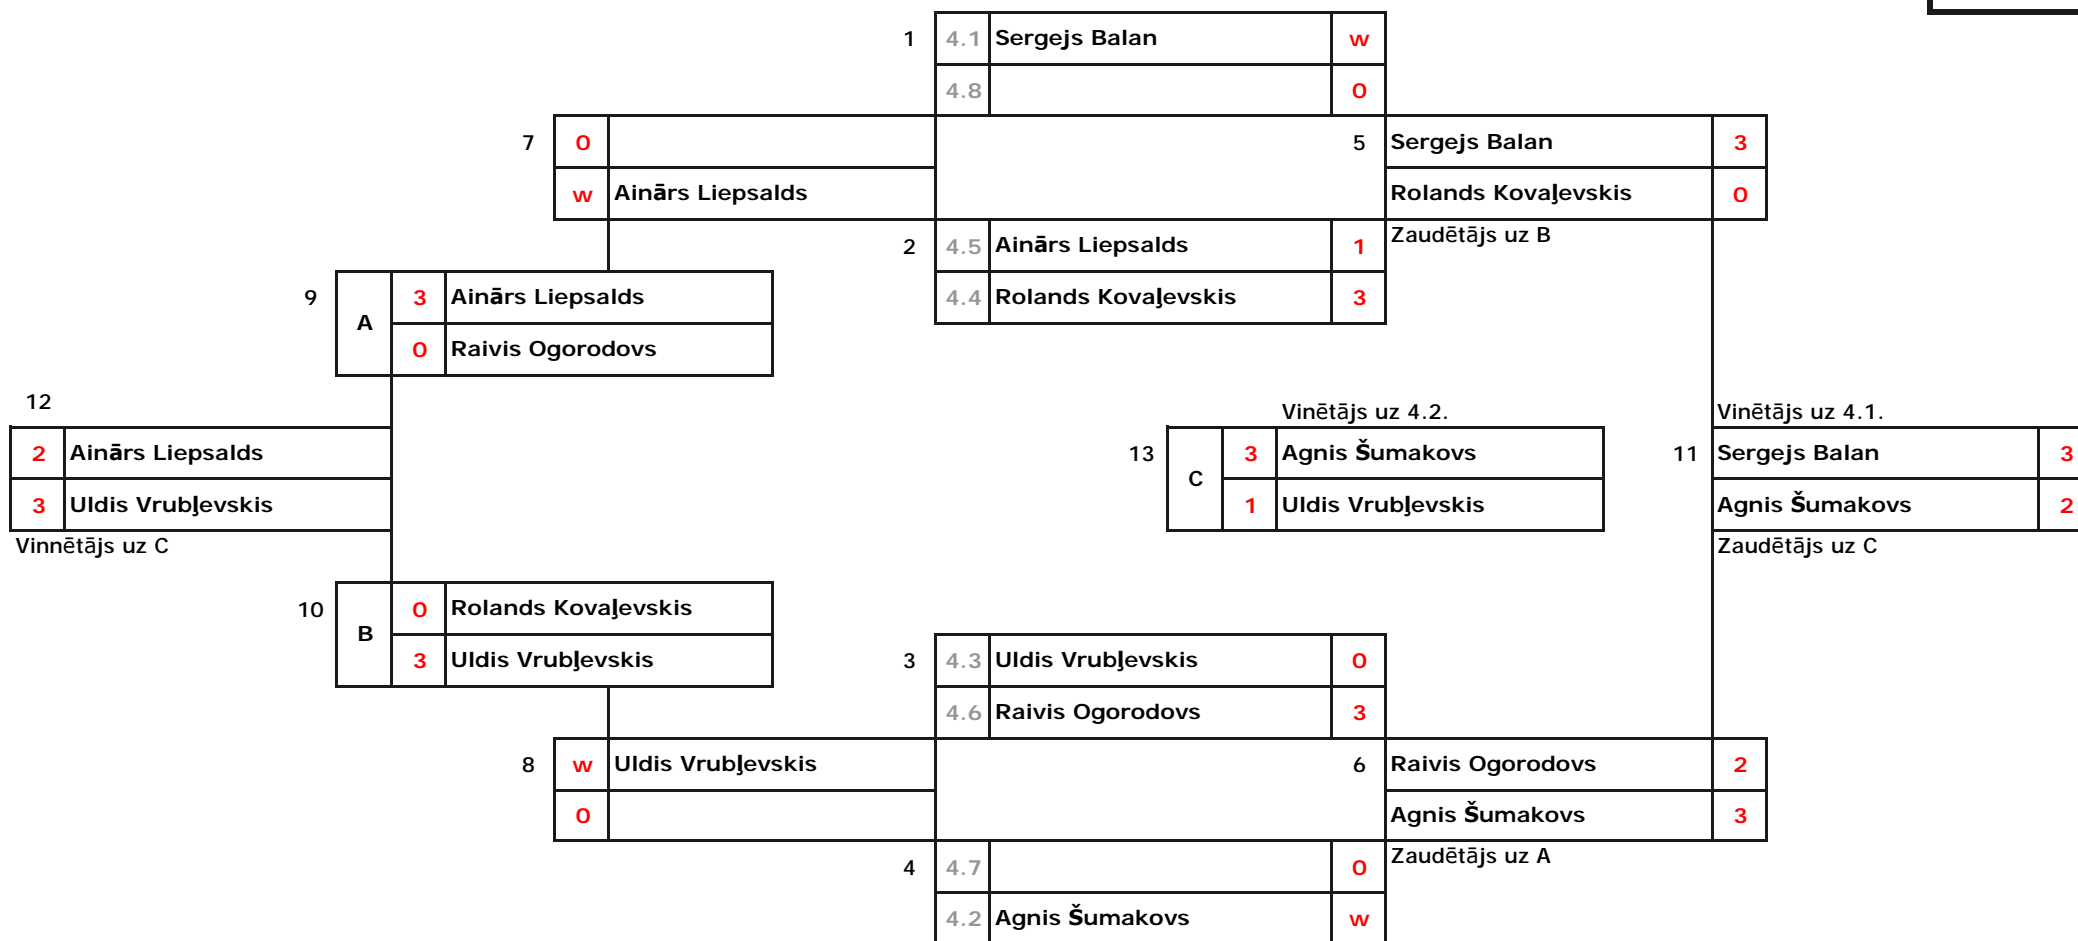 1 4.1 Sergejs Balan w
4.8 0
7 0
5 Sergejs Balan 3
w Ainārs Liepsalds
Rolands Kovaļevskis 0
2 4.5 Ainārs Liepsalds 1
Zaudētājs uz B
9 A 3 Ainārs Liepsalds
4.4 Rolands Kovaļevskis 3
0 Raivis Ogorodovs
12
Vinētājs uz 4.2.
Vinētājs uz 4.1.
2 Ainārs Liepsalds
13 C 3 Agnis Šumakovs
11 Sergejs Balan 3
3 Uldis Vrubļevskis
1 Uldis Vrubļevskis
Agnis Šumakovs 2
Vinnētājs uz C
Zaudētājs uz C
10 B 0 Rolands Kovaļevskis
3 Uldis Vrubļevskis
3 4.3 Uldis Vrubļevskis 0
4.6 Raivis Ogorodovs 3
8 w Uldis Vrubļevskis
6 Raivis Ogorodovs 2
0
Agnis Šumakovs 3
4 4.7 0
Zaudētājs uz A
4.2 Agnis Šumakovs w